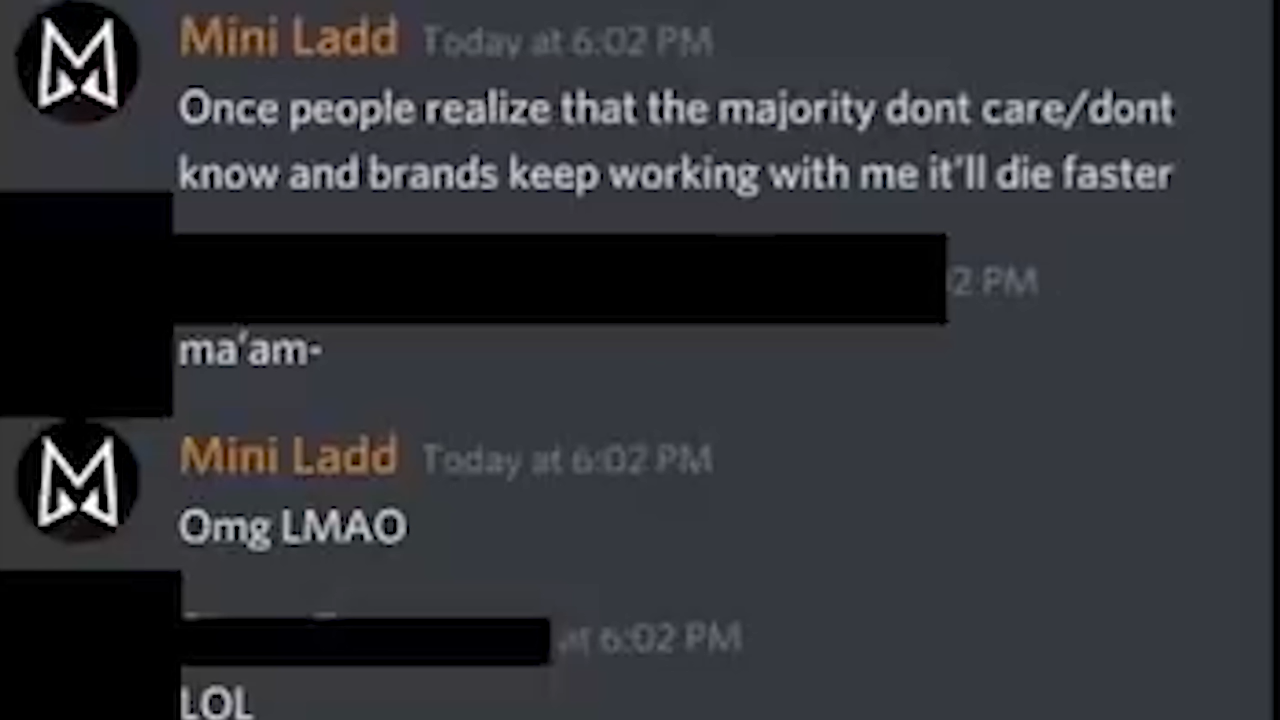 Mini Ladd Today at 6:02 PM
Once people realize that the majority dont care/dont
know and brands keep working with me it'll die faster
PM
ma'am-
Mini Ladd Today at 6:02 PM
Omg LMAO
at 6:02 PM
LOL